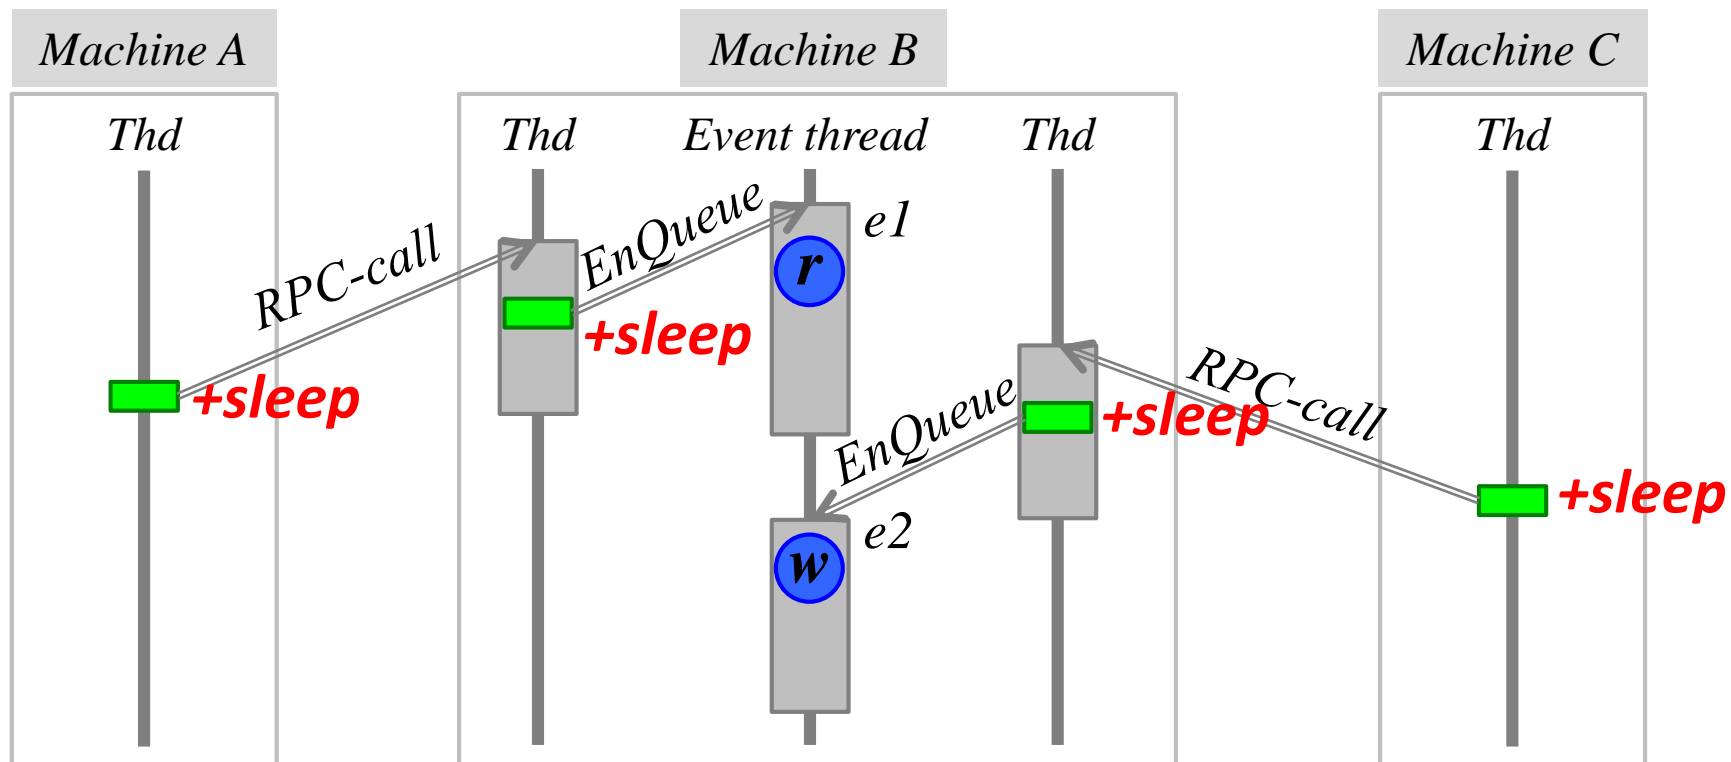 Machine A
Machine B
Machine C
Thd
Thd
Event thread
Thd
Thd
RPC-call
EnQueue
e1
r
+sleep
+sleep
EnQueue
RPC-call
+sleep
+sleep
e2
w